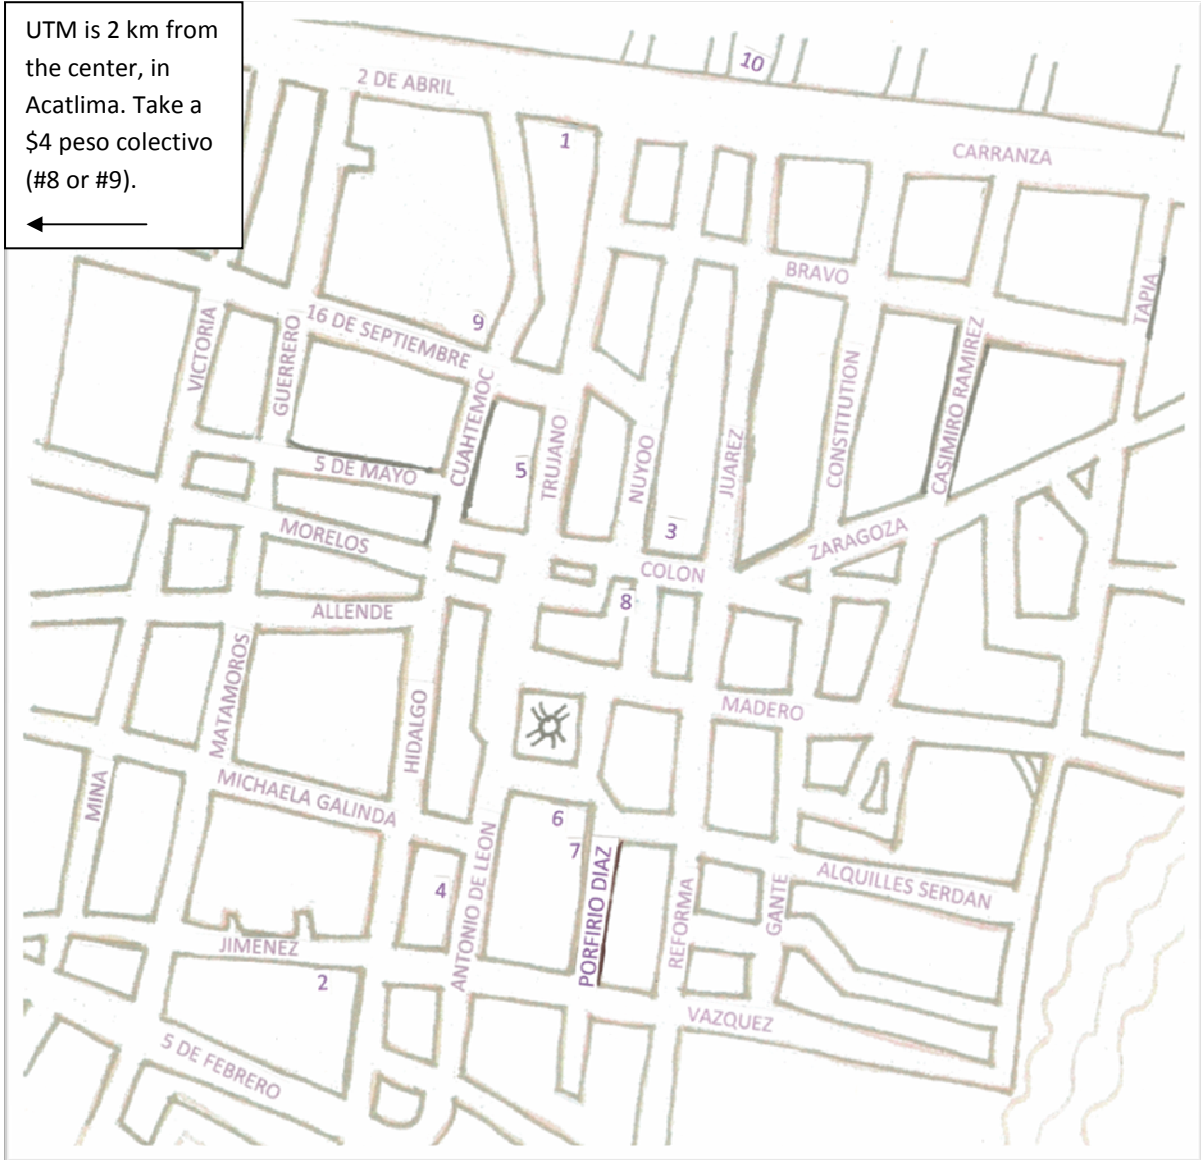 UTM is 2 km from
the center, in
Acatlima. Take a
$4 peso colectivo
(#8 or #9).
10
2 DE ABRIL
1
CARRANZA
BRAVO
TAPIA
VICTORIA
GUERRERO
16 DE SEPTIEMBRE
9
CASIMIRO RAMIREZ
CONSTITUTION
CUAHTEMOC
TRUJANO
NUYOO
JUAREZ
5 DE MAYO
5
MORELOS
3
ZARAGOZA
COLON
ALLENDE
8
MATAMOROS
HIDALGO
MADERO
MINA
MICHAELA GALINDA
6
7
4
ANTONIO DE LEON
PORFIRIO DIAZ
REFORMA
GANTE
ALQUILLES SERDAN
JIMENEZ
2
VAZQUEZ
5 DE FEBRERO